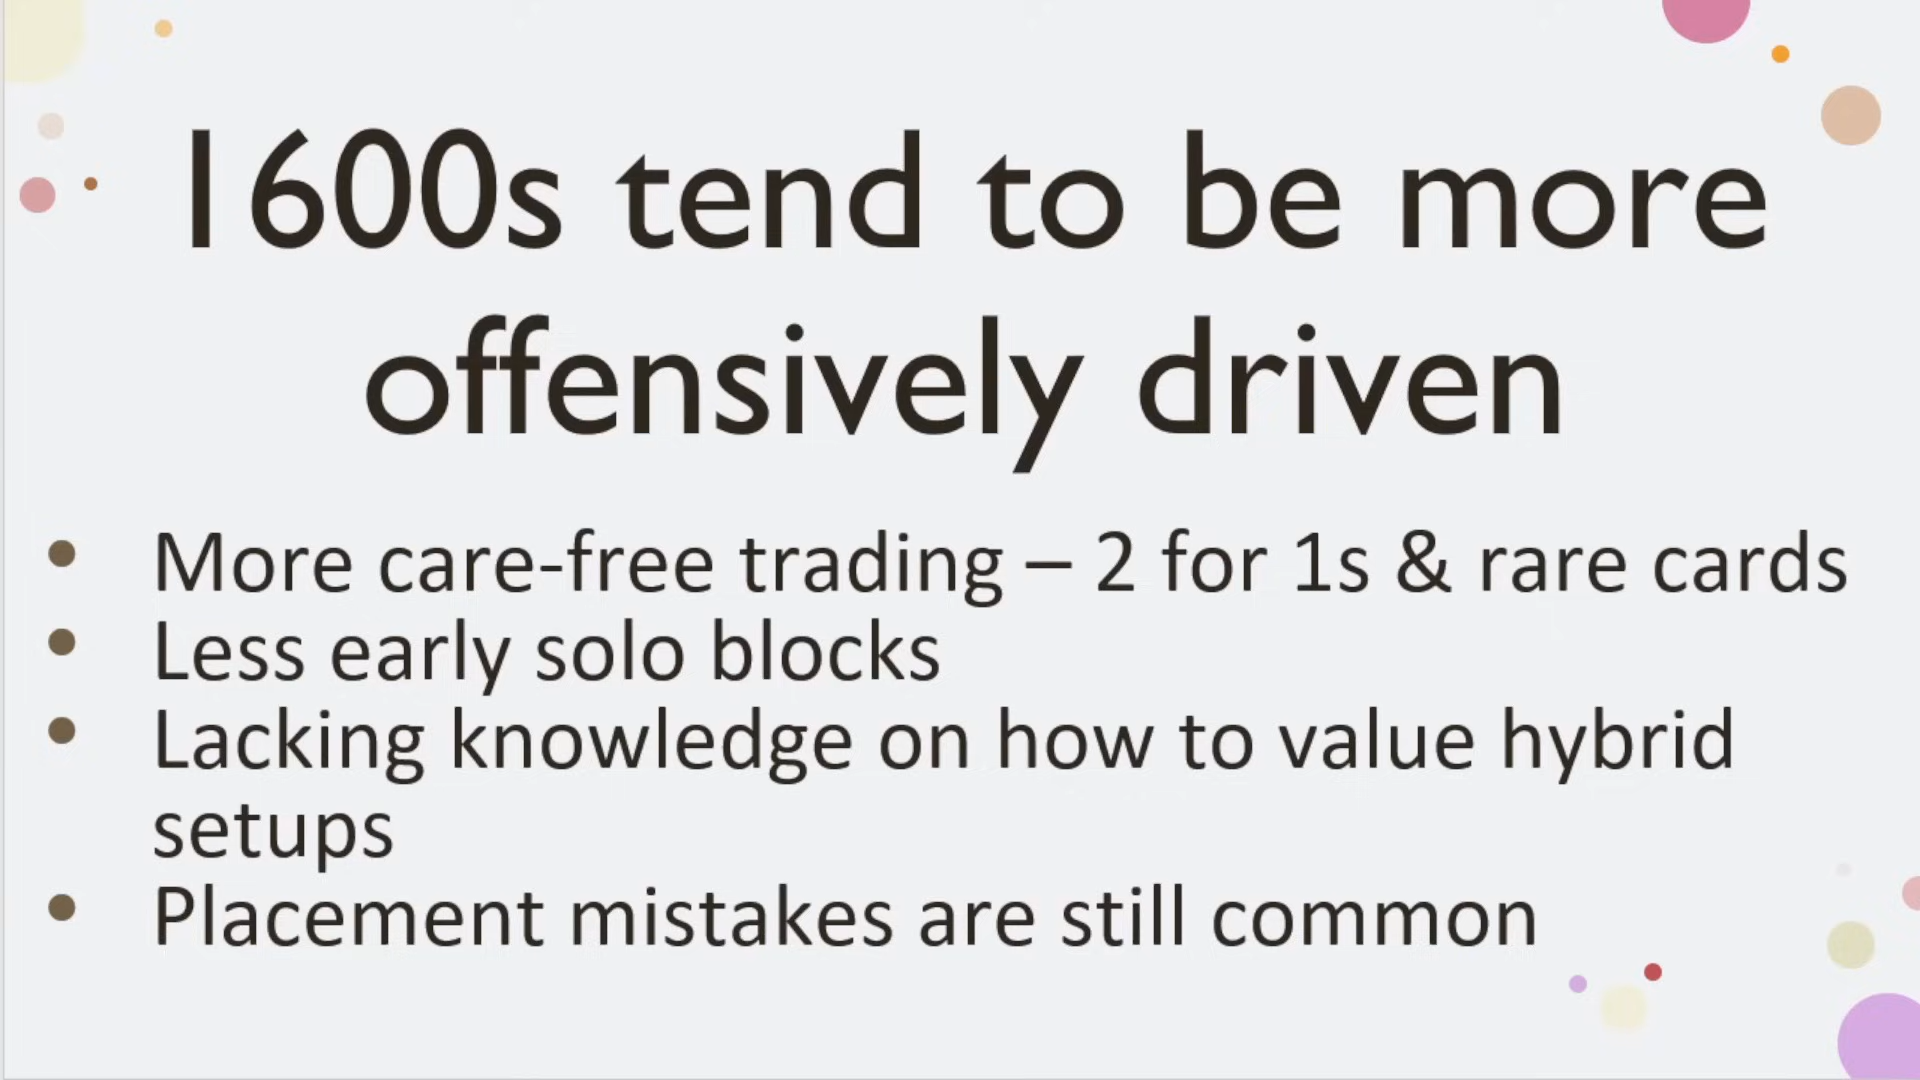 1600s tend to be more
offensively driven
• More care-free trading – 2 for 1s & rare cards
• Less early solo blocks
• Lacking knowledge on how to value hybrid
setups
• Placement mistakes are still common